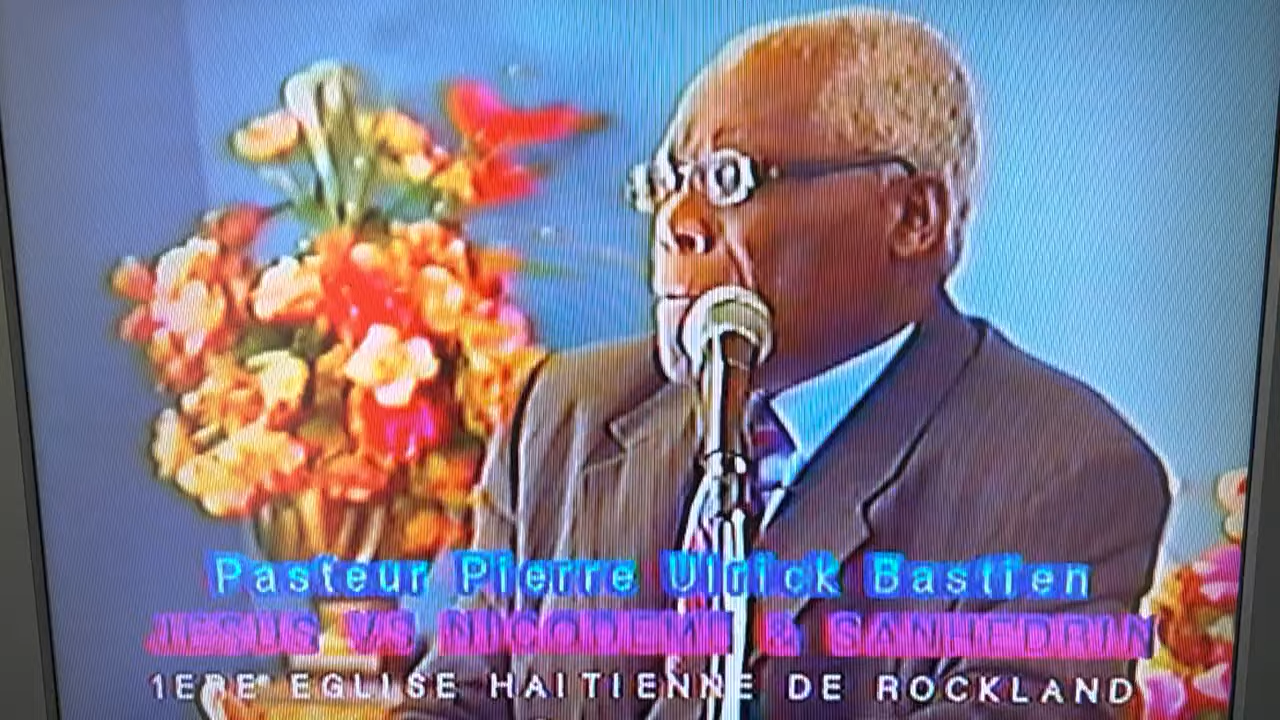 Pasteur Pierre Ulrick Bastien
JESUS VS NICODEME & SANHEDRIN
1ERE EGLISE HAITIENNE DE ROCKLAND